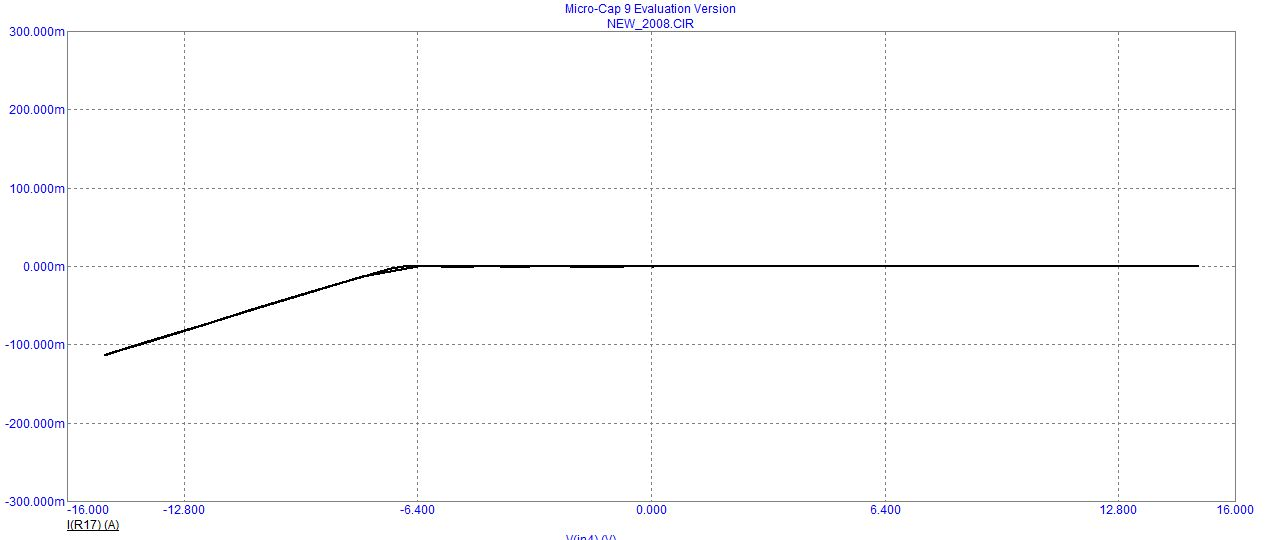 Micro-Cap 9 Evaluation Version
NEW_2008.CIR
300.000m
200.000m
100.000m
0.000m
-100.000m
-200.000m
-300.000m
-16.000 -12.800 -6.400 0.000 6.400 12.800 16.000
I(R17) (A)
V(in4) (V)